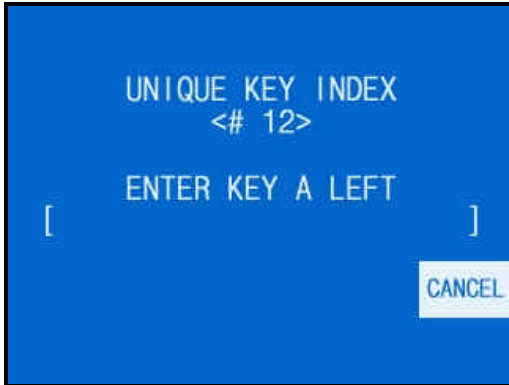 UNIQUE KEY INDEX
<# 12>
ENTER KEY A LEFT
[ ]
CANCEL